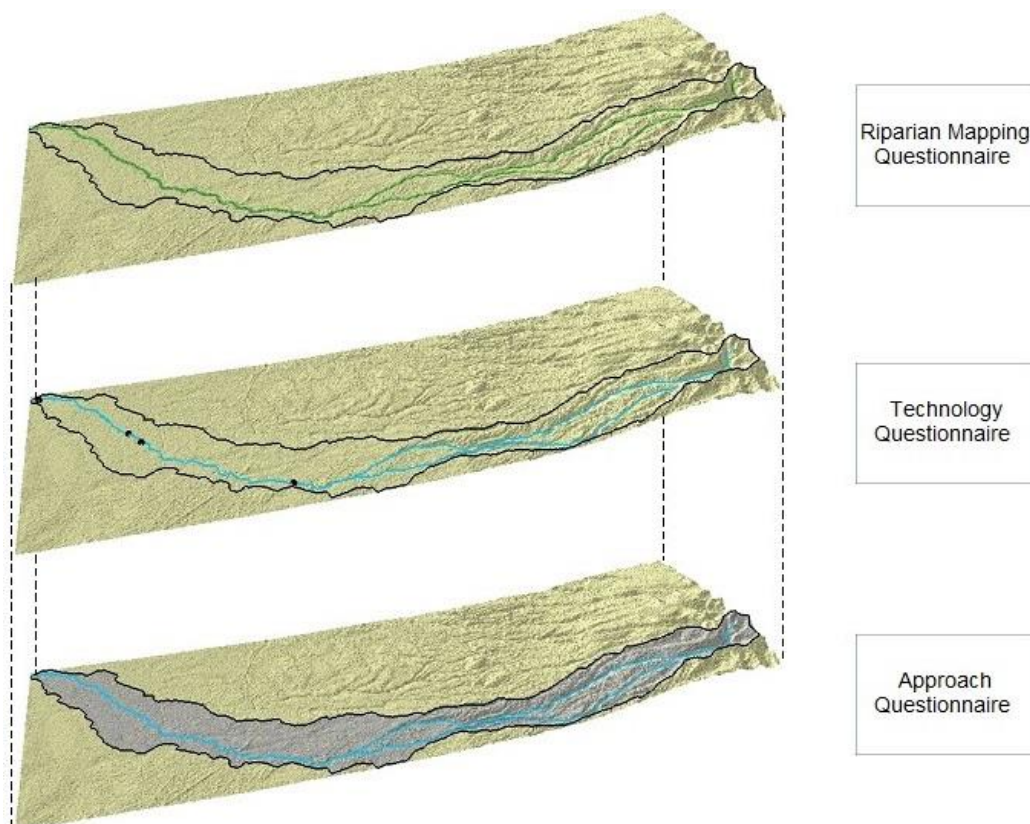 Riparian Mapping
Questionnaire
Technology
Questionnaire
Approach
Questionnaire